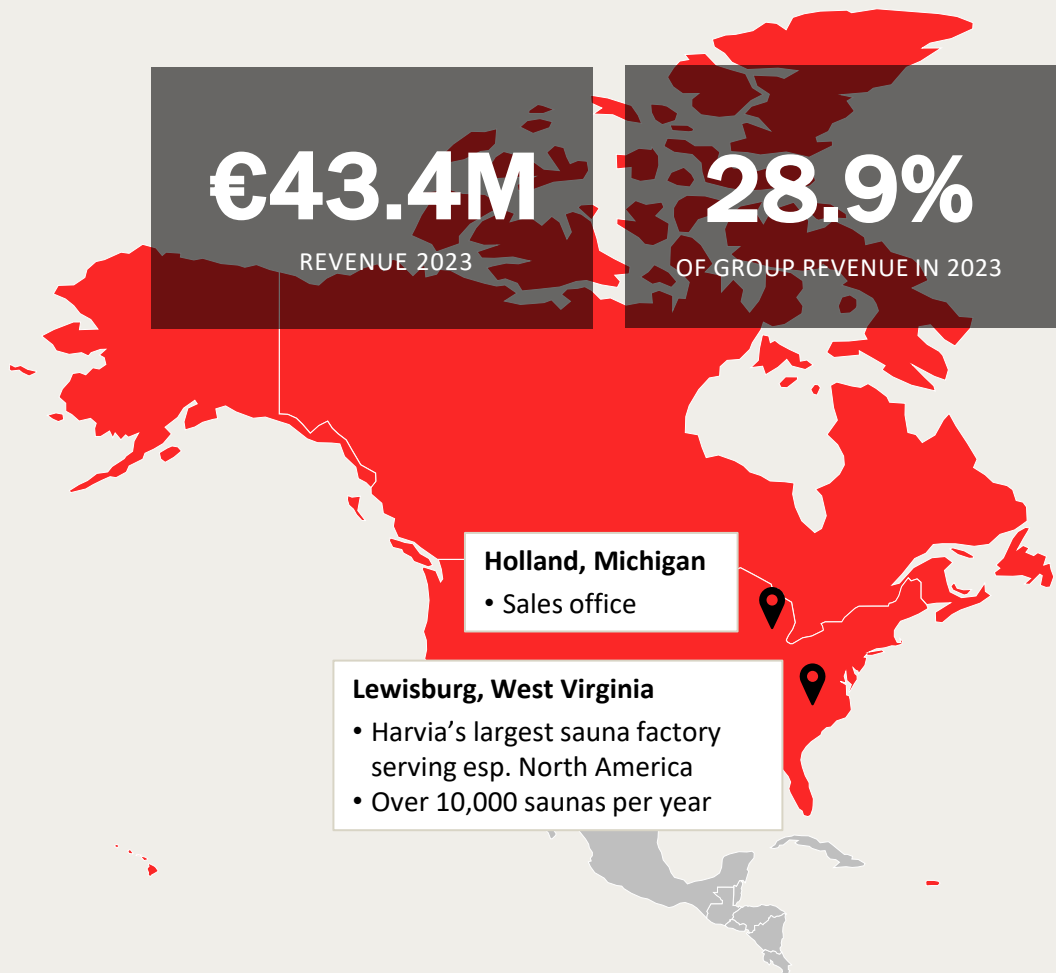 €43.4M
REVENUE 2023
28.9%
OF GROUP REVENUE IN 2023
Holland, Michigan
• Sales office
Lewisburg, West Virginia
• Harvia’s largest sauna factory
serving esp. North America
• Over 10,000 saunas per year